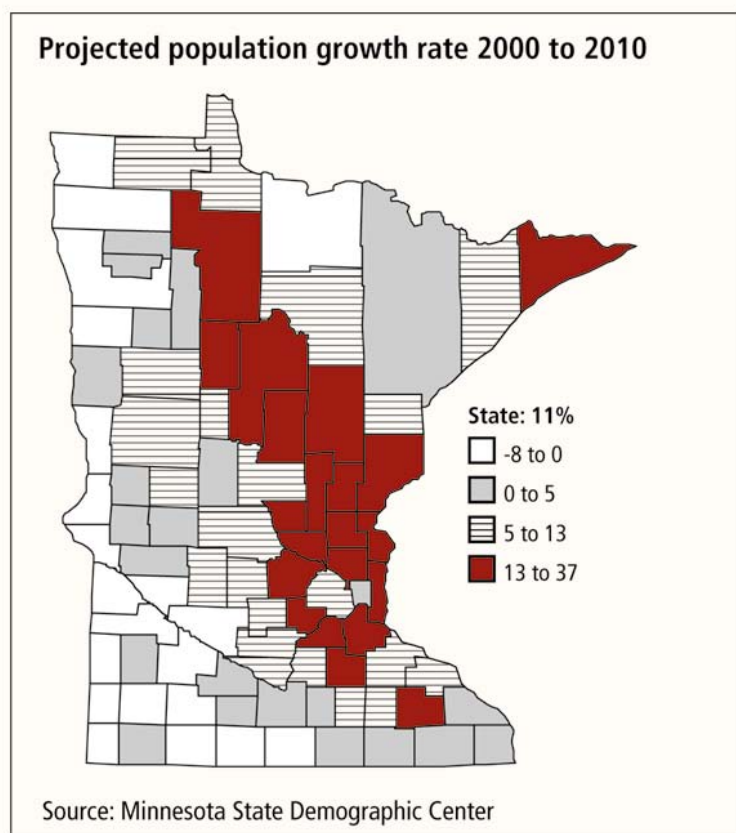 Projected population growth rate 2000 to 2010
State: 11%
-8 to 0
0 to 5
5 to 13
13 to 37
Source: Minnesota State Demographic Center